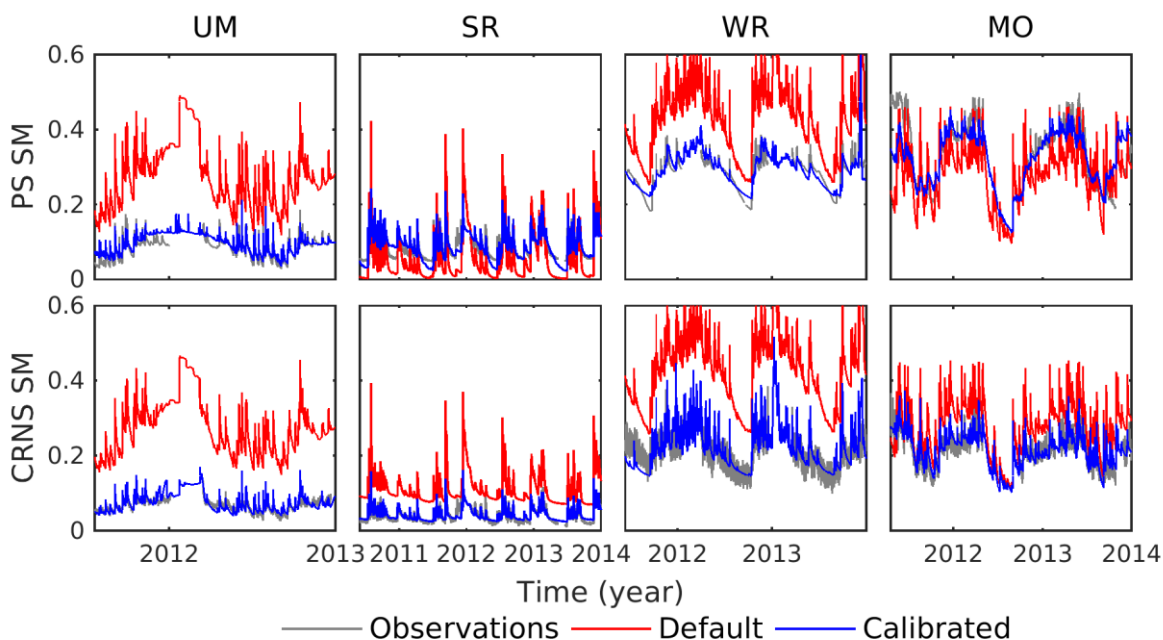 UM SR WR MO
0.6
0.4
0.2
0
PS SM
0.6
0.4
0.2
0
CRNS SM
2012 2013 2011 2012 2013 2014 2012 2013 2012 2013 2014
Time (year)
Observations Default Calibrated